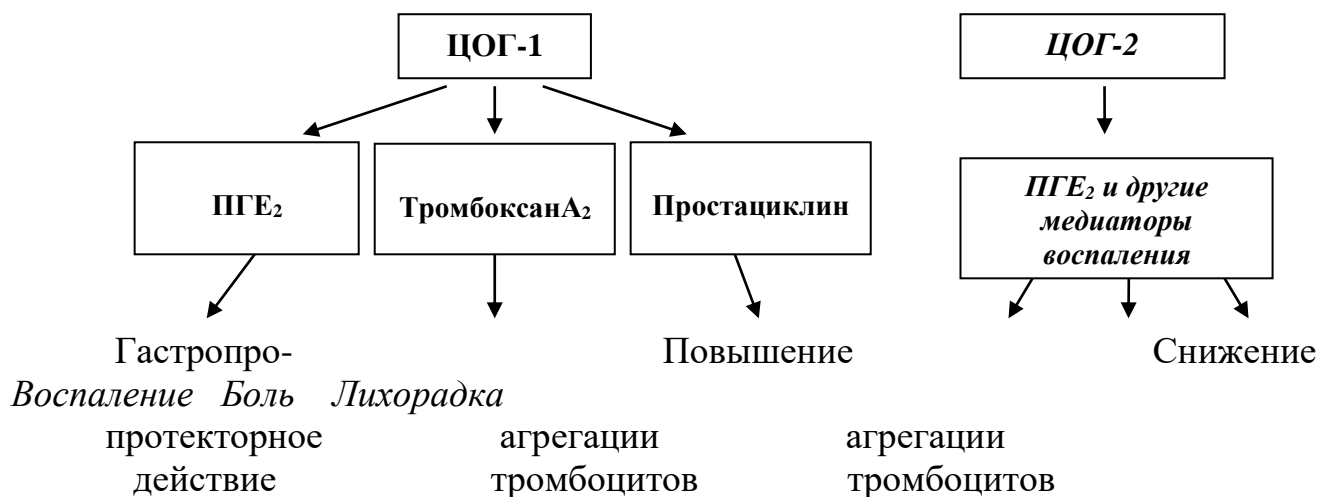 ЦОГ-1
ЦОГ-2
ПГЕ₂
ТромбоксанА₂
Простациклин
ПГЕ₂ и другие
медиаторы
воспаления
Гастропро- Повышение Снижение
Воспаление Боль Лихорадка
протекторное агрегации агрегации
действие тромбоцитов тромбоцитов